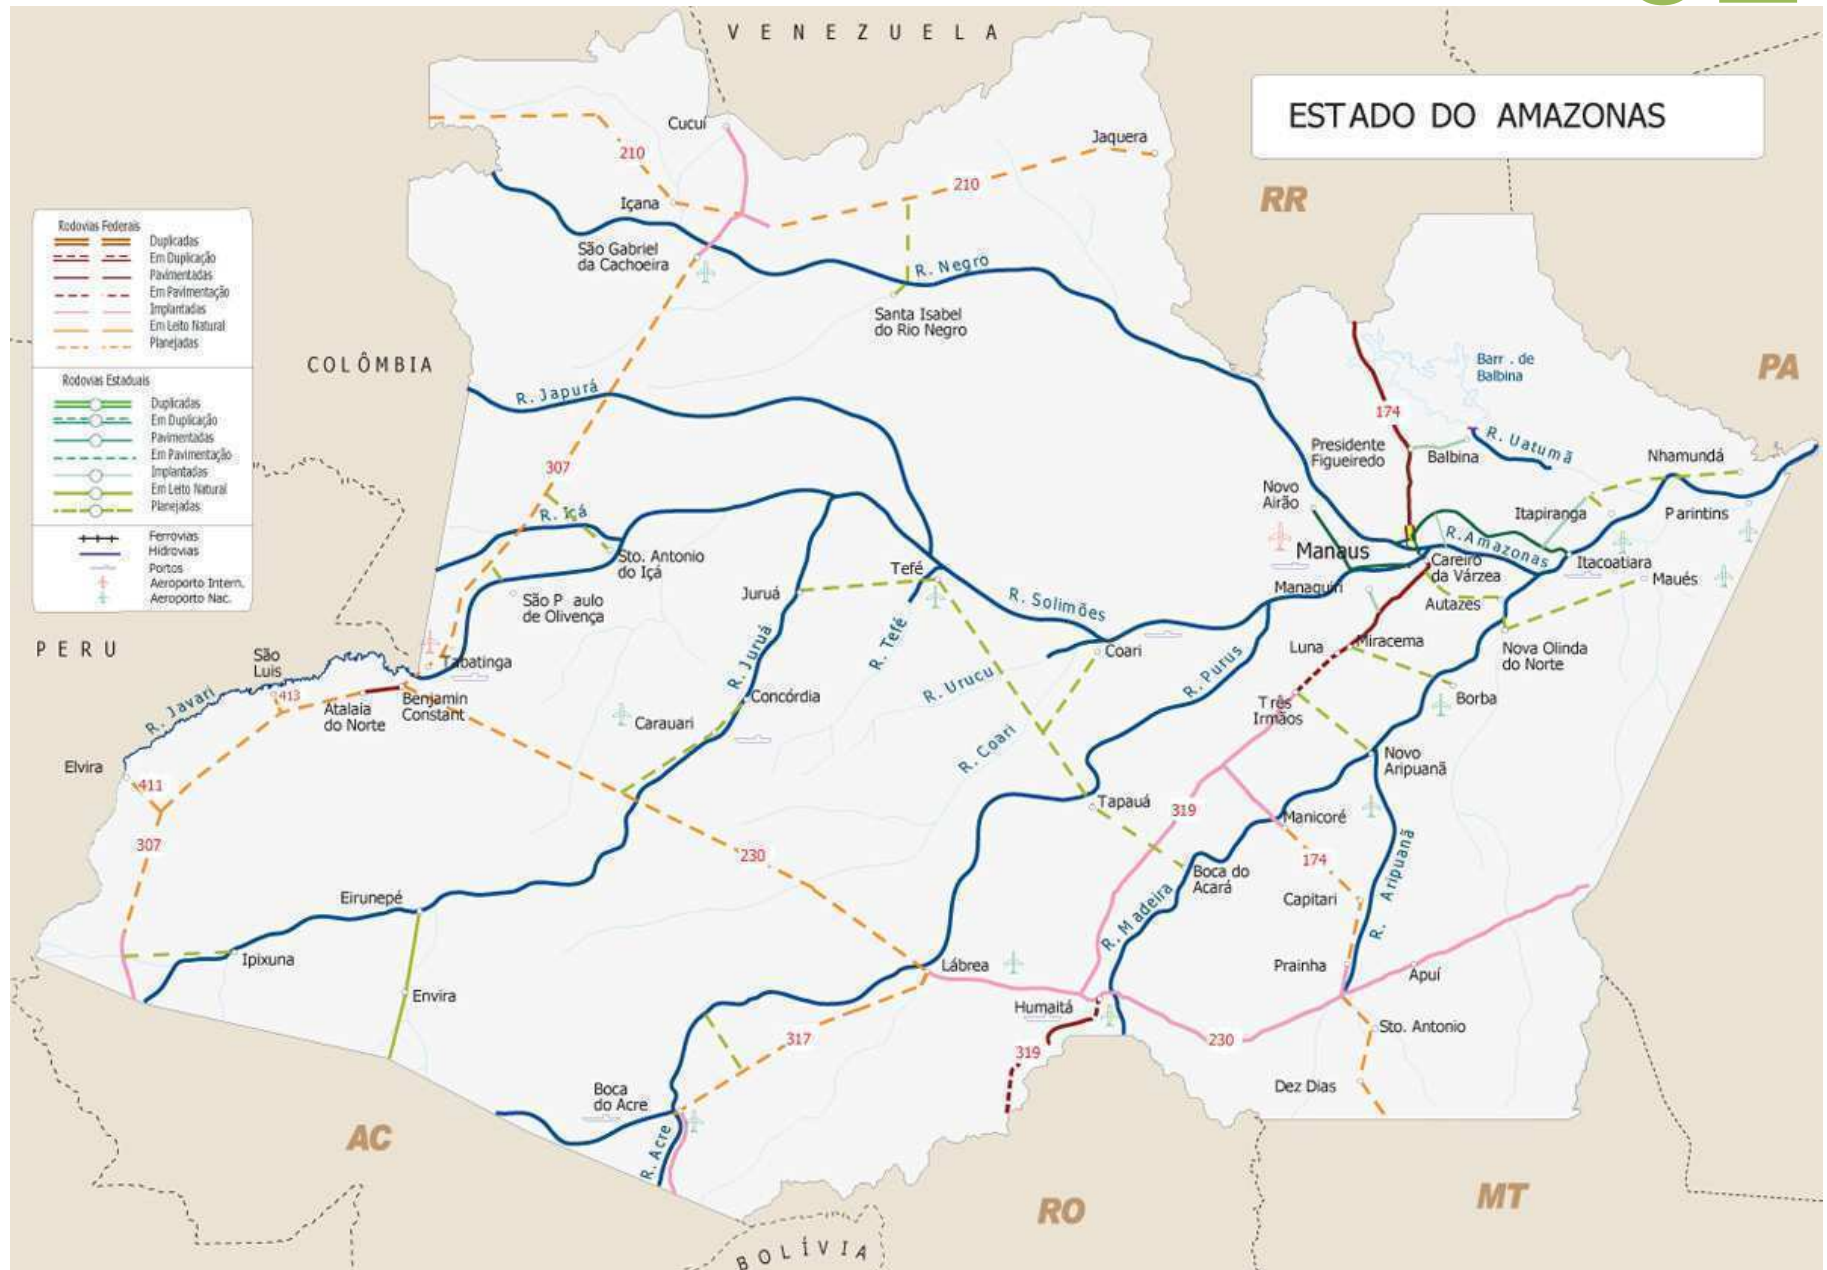 VENEZUELA
ESTADO DO AMAZONAS
Cucuí
Jaquera
210
210
RR
Içana
Rodovias Federais
Duplicadas
Em Duplicação
Pavimentadas
Em Pavimentação
Implantadas
Em Leito Natural
Planejadas
São Gabriel
da Cachoeira
R. Negro
Santa Isabel
do Rio Negro
COLÔMBIA
Barr . de
Balbina
PA
Rodovias Estaduais
Duplicadas
Em Duplicação
Pavimentadas
Em Pavimentação
Implantadas
Em Leito Natural
Planejadas
R. Japurá
174
Presidente
Figueiredo
Balbina
R. Uatumã
Nhamundá
307
Novo
Airão
R. Içá
Itapiranga
Parintins
Ferrovias
Hidrovias
Portos
Aeroporto Intern.
Aeroporto Nac.
Manaus
R.Amazonas
Sto. Antonio
do Içá
Tefé
Careiro
da Várzea
Itacoatiara
Maués
Juruá
São P aulo
de Olivença
R. Solimões
Manaquiri
Autazes
PERU
São
Luis
Tabatinga
R. Juruá
R. Tefé
Coari
Luna
Miracema
Nova Olinda
do Norte
R. Javari
413
Atalaia
do Norte
Benjamin
Constant
Concórdia
R. Urucu
R. Purus
Três
Irmãos
Borba
Carauari
R. Coari
Elvira
411
Novo
Aripuanã
Tapauá
319
Manicoré
307
230
174
Boca do
Acará
R. Aripuanã
Eirunepé
Capitari
R. Madeira
Ipixuna
Lábrea
Prainha
Apuí
Envira
Humaitá
317
319
230
Sto. Antonio
Boca
do Acre
Dez Dias
AC
R. Acre
RO
MT
BOLÍVIA